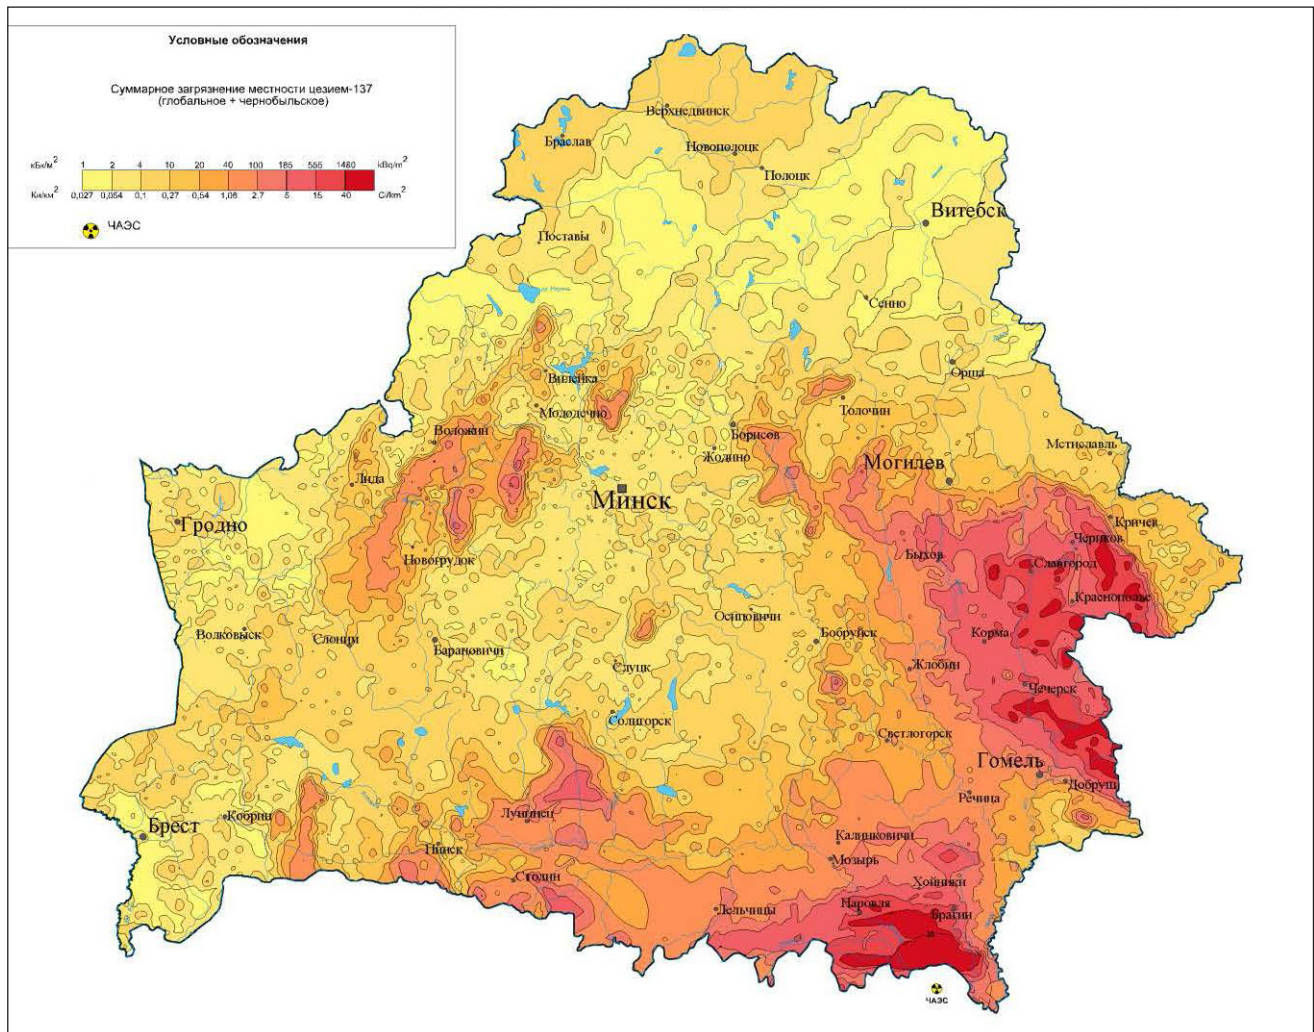 Условные обозначения
Суммарное загрязнение местности цезием-137
(глобальное + чернобыльское)
кБк/м2 1 2 4 10 20 40 100 185 555 1480 kBq/m2
Ки/км2 0,027 0,054 0,1 0,27 0,54 1,08 2,7 5 15 40 Ci/km2
ЧАЭС
Верхнедвинск
Браслав
Новополоцк
Полоцк
Витебск
Поставы
Сенно
Орша
Вилейка
Молодечно
Толочин
Воложин
Борисов
Жодино
Мстиславль
Могилев
Лида
Минск
Гродно
Кричев
Чериков
Быхов
Славгород
Новогрудок
Краснополье
Осиповичи
Волковыск
Слоним
Барановичи
Бобруйск
Корма
Слуцк
Жлобин
Чечерск
Солигорск
Светлогорск
Гомель
Добруш
Речица
Лунинец
Кобрин
Брест
Калинковичи
Пинск
Мозырь
Столин
Хойники
Наровля
Лельчицы
Брагин
ЧАЭС